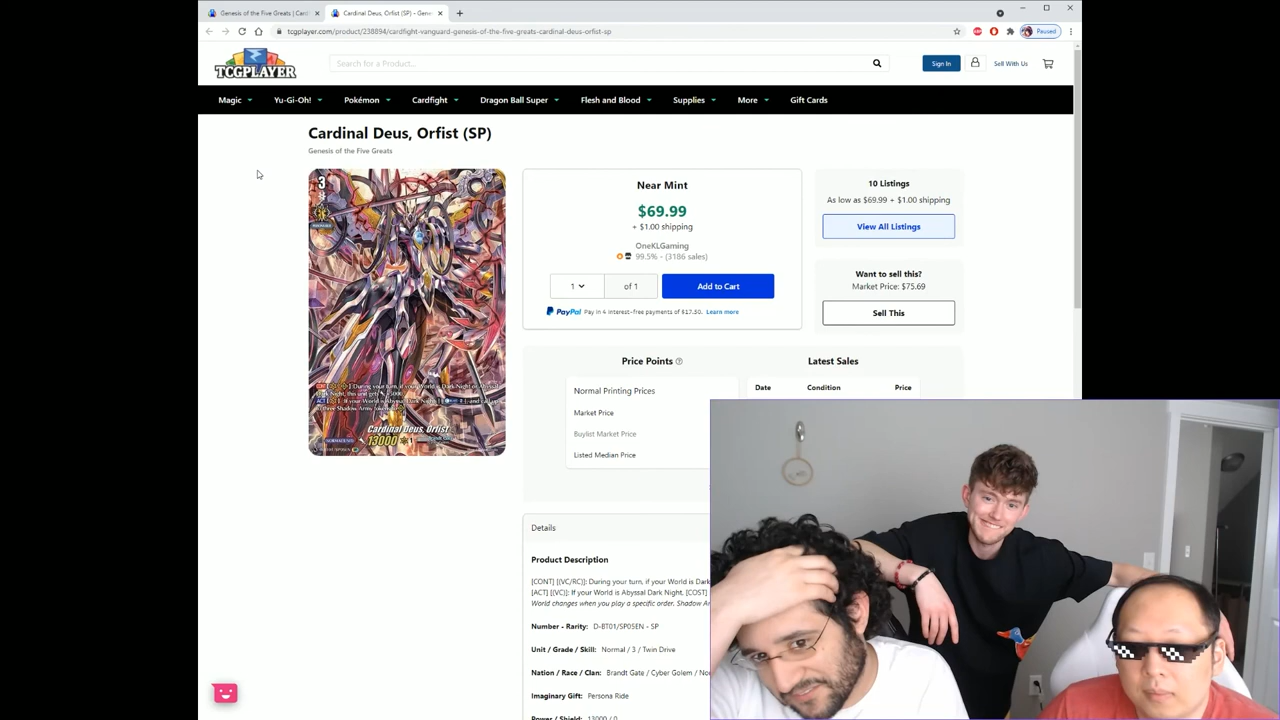 Genesis of the Five Greats | Cardf
Cardinal Deus, Orfist (SP) - Gene
tcgplayer.com/product/238894/cardfight-vanguard-genesis-of-the-five-greats-cardinal-deus-orfist-sp
Paused
TCGPLAYER
Search for a Product...
Sign In
Sell With Us
Magic
Yu-Gi-Oh!
Pokémon
Cardfight
Dragon Ball Super
Flesh and Blood
Supplies
More
Gift Cards
Cardinal Deus, Orfist (SP)
Genesis of the Five Greats
3
Cardinal Deus, Orfist
13000
Near Mint
$69.99
+ $1.00 shipping
OneKLGaming
99.5% - (3186 sales)
1
of 1
Add to Cart
PayPal Pay in 4 interest-free payments of $17.50. Learn more
10 Listings
As low as $69.99 + $1.00 shipping
View All Listings
Want to sell this?
Market Price: $75.69
Sell This
Price Points
Normal Printing Prices
Market Price
Buylist Market Price
Listed Median Price
Latest Sales
Date Condition Price
Details
Product Description
[CONT] [(VC/RC)]: During your turn, if your World is Dark
[ACT] [(VC)]: If your World is Abyssal Dark Night, [COST]
World changes when you play a specific order. Shadow Ar
Number - Rarity: D-BT01/SP05EN - SP
Unit / Grade / Skill: Normal / 3 / Twin Drive
Nation / Race / Clan: Brandt Gate / Cyber Golem / No
Imaginary Gift: Persona Ride
Power / Shield: 13000 / 0